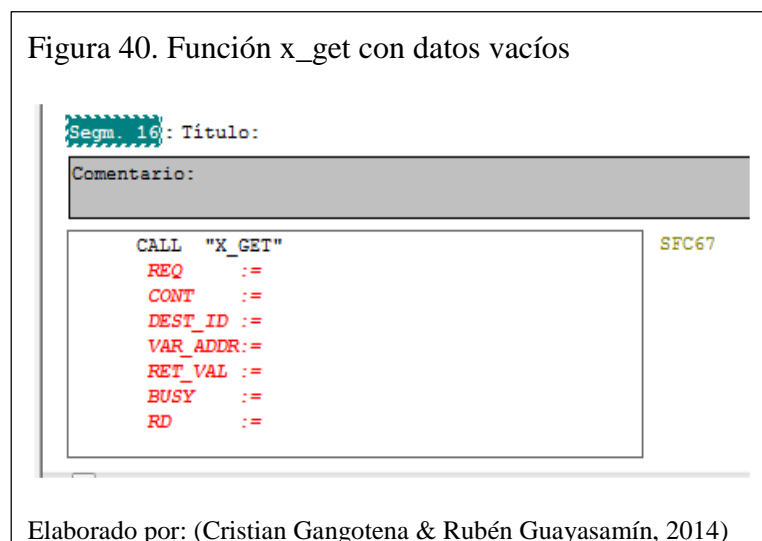 Figura 40. Función x_get con datos vacíos
Segm. 16: Título:
Comentario:
CALL "X_GET" SFC67
REQ :=
CONT :=
DEST_ID :=
VAR_ADDR:=
RET_VAL :=
BUSY :=
RD :=
Elaborado por: (Cristian Gangotena & Rubén Guayasamín, 2014)